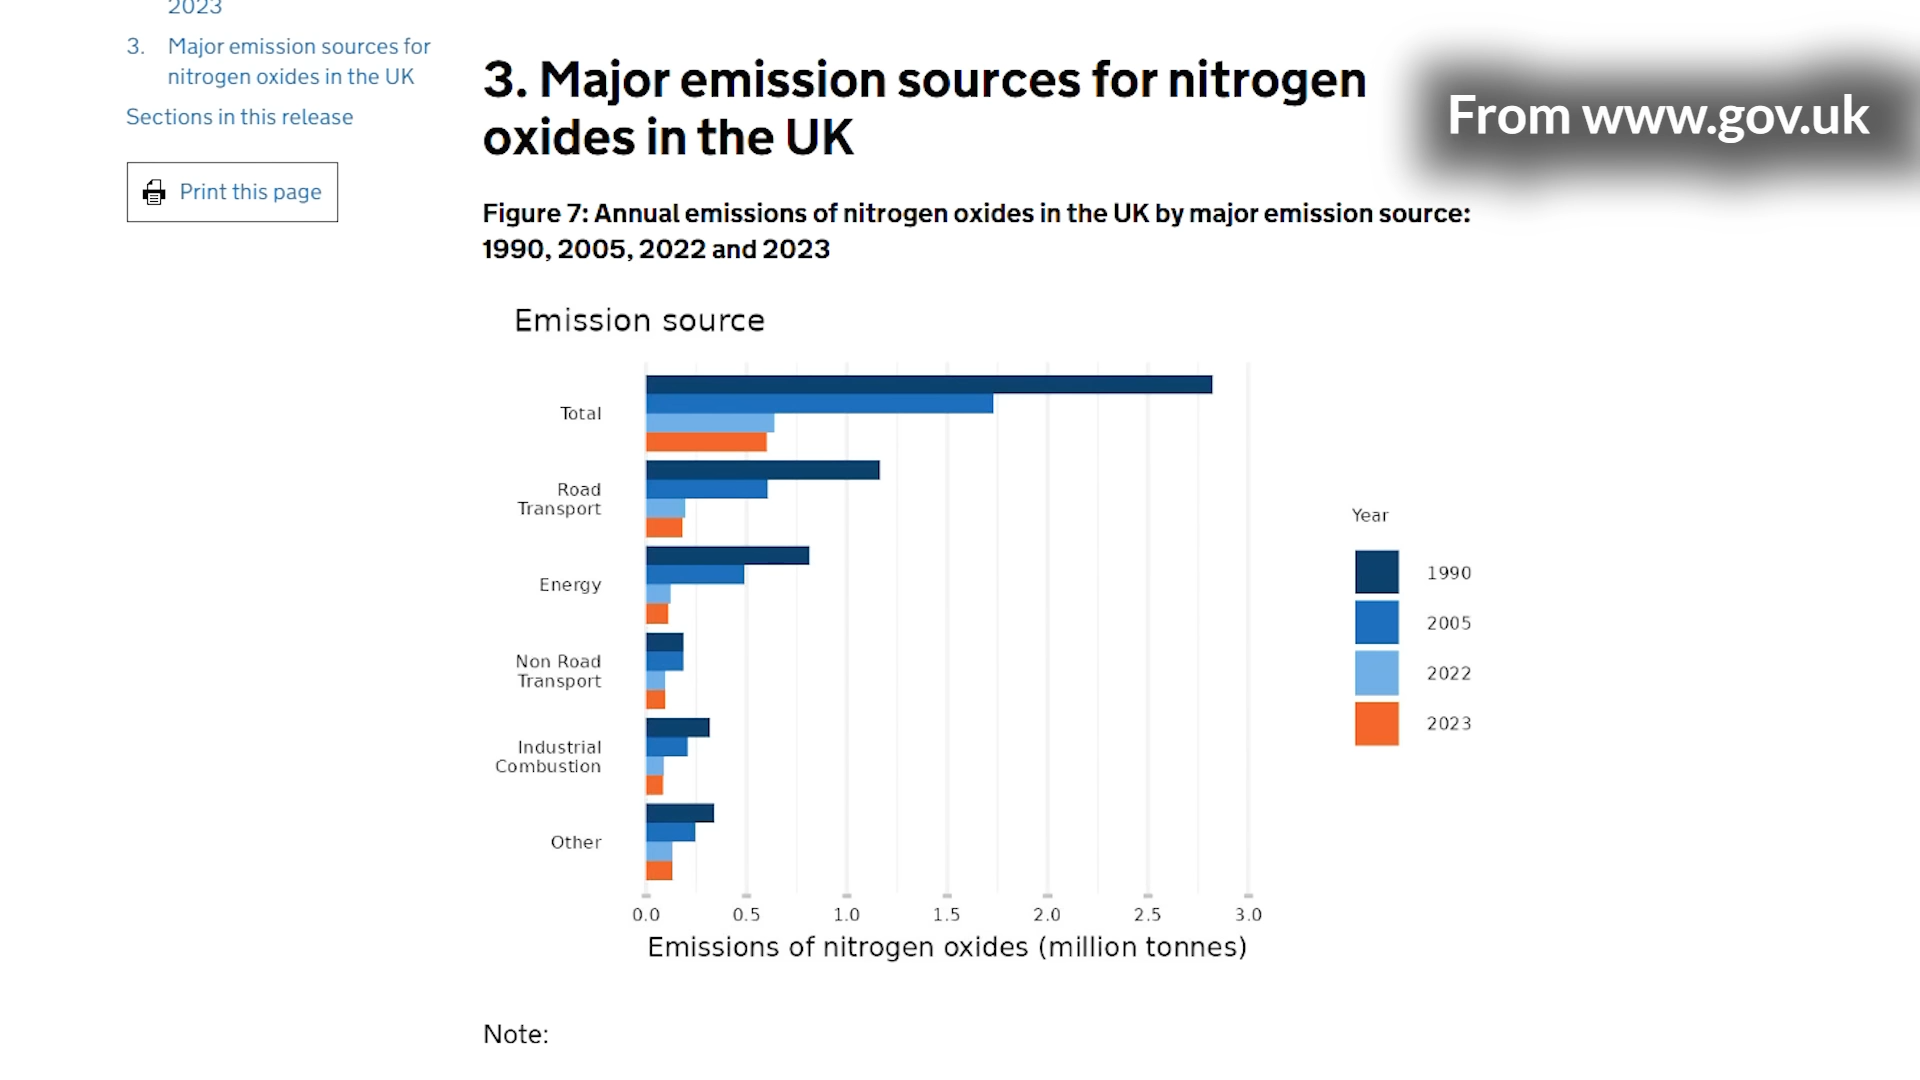 2023
3. Major emission sources for
nitrogen oxides in the UK
Sections in this release
Print this page
3. Major emission sources for nitrogen
oxides in the UK
From www.gov.uk
Figure 7: Annual emissions of nitrogen oxides in the UK by major emission source:
1990, 2005, 2022 and 2023
Emission source
Total
Road
Transport
Energy
Non Road
Transport
Industrial
Combustion
Other
0.0 0.5 1.0 1.5 2.0 2.5 3.0
Emissions of nitrogen oxides (million tonnes)
Year
1990
2005
2022
2023
Note: